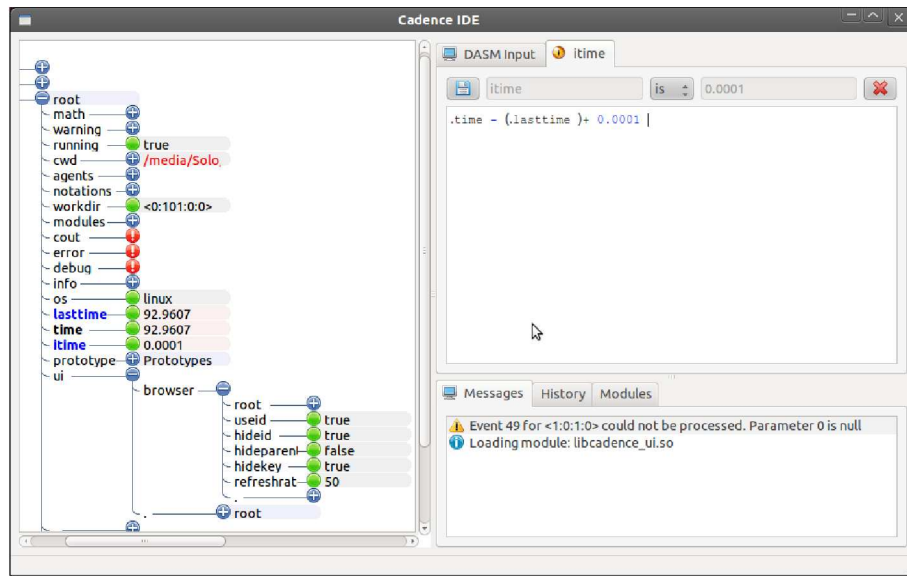 Cadence IDE
root
math
warning
running true
cwd /media/Solo
agents
notations
workdir <0:101:0:0>
modules
cout
error
debug
info
os linux
lasttime 92.9607
time 92.9607
itime 0.0001
prototype Prototypes
ui
browser
root
useid true
hideid true
hideparent false
hidekey true
refreshrat 50
.
. root
DASM Input itime
itime is 0.0001
.time - (.lasttime )+ 0.0001
Messages History Modules
Event 49 for <1:0:1:0> could not be processed. Parameter 0 is null
Loading module: libcadence_ui.so